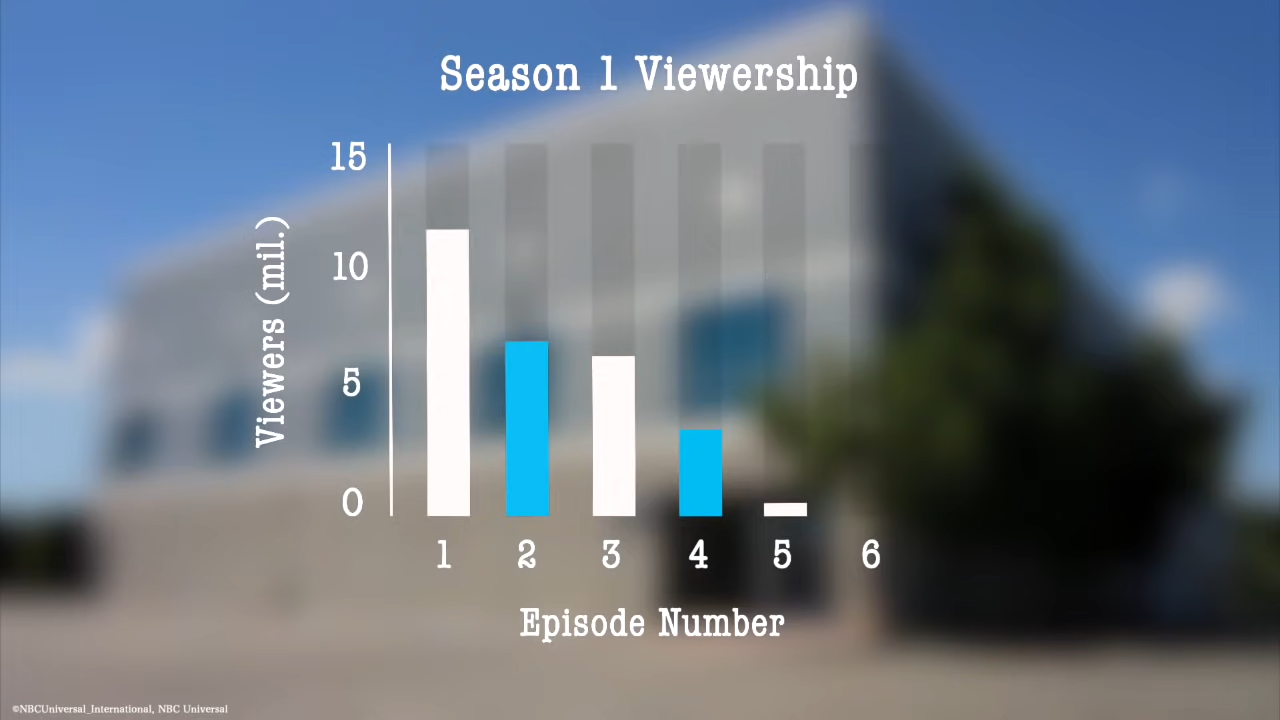 Season 1 Viewership
15
10
5
0
Viewers (mil.)
1 2 3 4 5 6
Episode Number
©NBCUniversal_International, NBC Universal